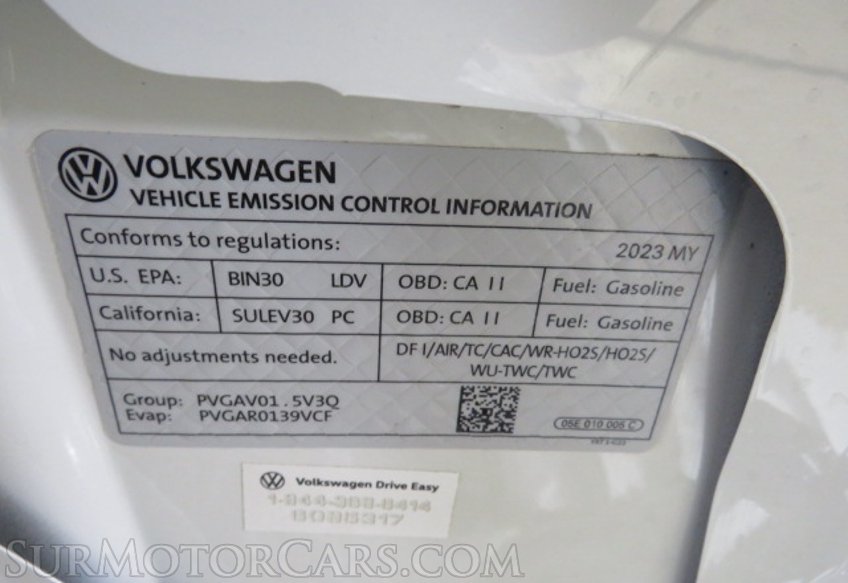 VOLKSWAGEN
VEHICLE EMISSION CONTROL INFORMATION
Conforms to regulations: 2023 MY
U.S. EPA: BIN30 LDV OBD: CA II Fuel: Gasoline
California: SULEV30 PC OBD: CA II Fuel: Gasoline
No adjustments needed. DFI/AIR/TC/CAC/WR-HO2S/HO2S/
WU-TWC/TWC
Group: PVGAV01.5V3Q
Evap: PVGAR0139VCF
05E 010 005 C
Volkswagen Drive Easy
SurMotorCars.com